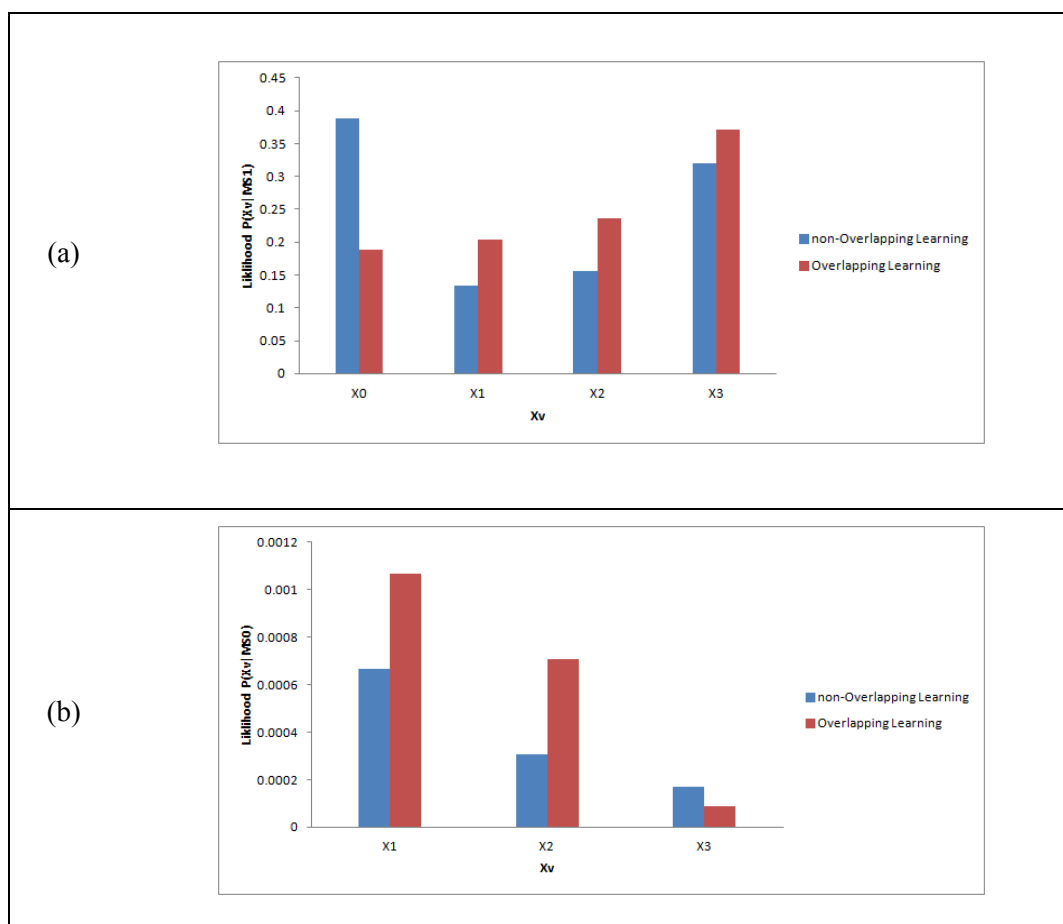 (a)
Liklihood P(Xv|MS1)
0.45
0.4
0.35
0.3
0.25
0.2
0.15
0.1
0.05
0
X0 X1 X2 X3
Xv
non-Overlapping Learning
Overlapping Learning
(b)
Liklihood P(Xv|MS0)
0.0012
0.001
0.0008
0.0006
0.0004
0.0002
0
X1 X2 X3
Xv
non-Overlapping Learning
Overlapping Learning